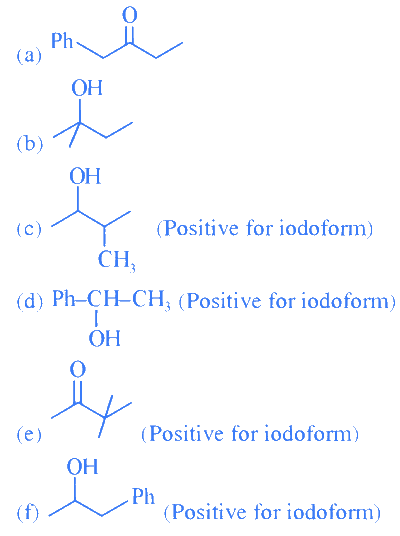 O
(a) Ph
OH
(b)
OH
(c) (Positive for iodoform)
CH₃
(d) Ph–CH–CH₃ (Positive for iodoform)
OH
O
(e) (Positive for iodoform)
OH
Ph
(f) (Positive for iodoform)